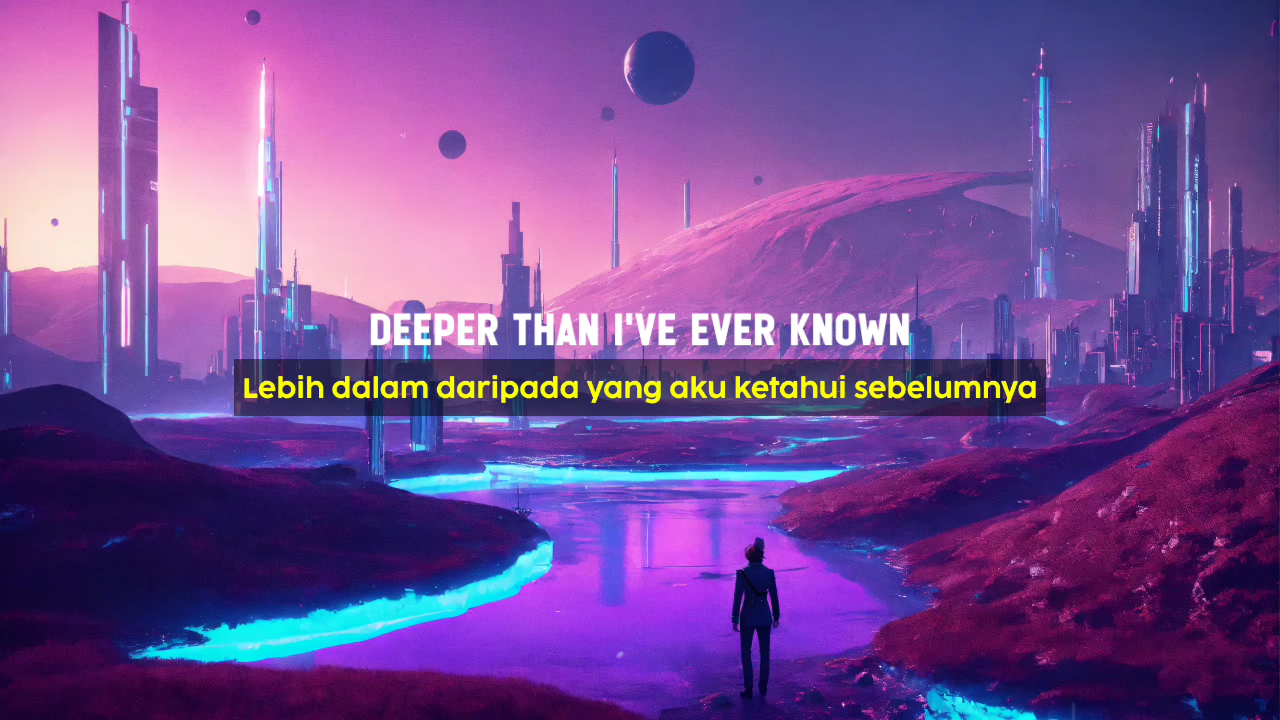 DEEPER THAN I'VE EVER KNOWN
Lebih dalam daripada yang aku ketahui sebelumnya